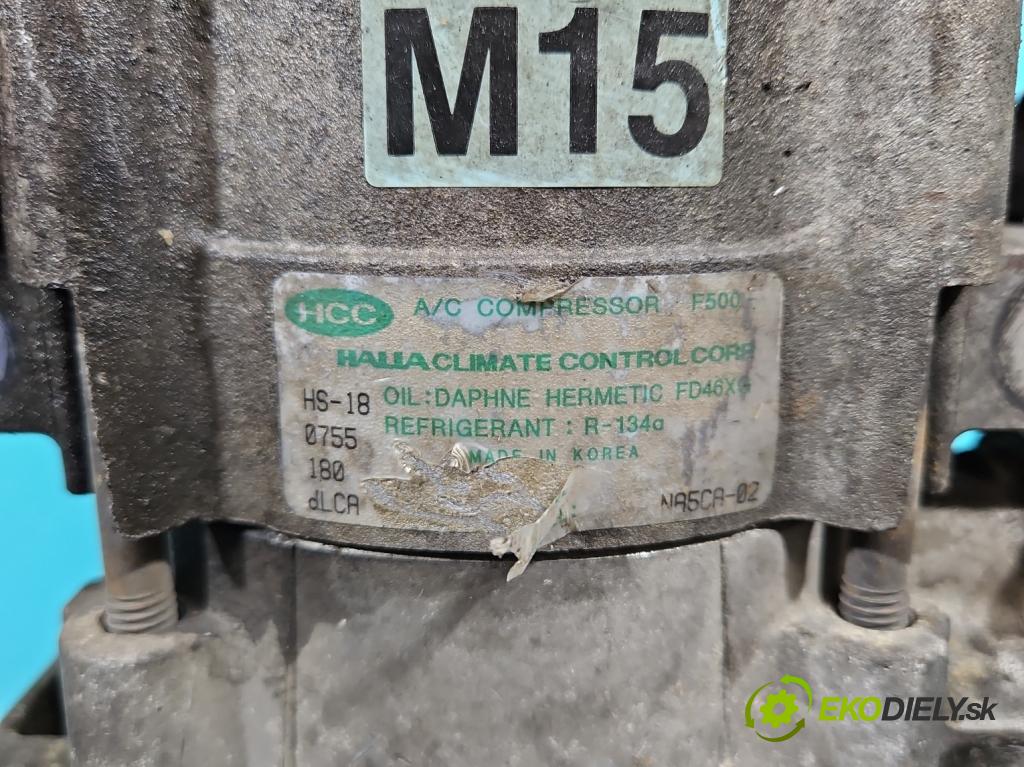 M15
HCC A/C COMPRESSOR F500
HALLA CLIMATE CONTROL CORP
HS-18 OIL:DAPHNE HERMETIC
0755 REFRIGERANT : R-134a
180 MADE IN KOREA
dLCA NA5CA-02
EKODIELY.sk